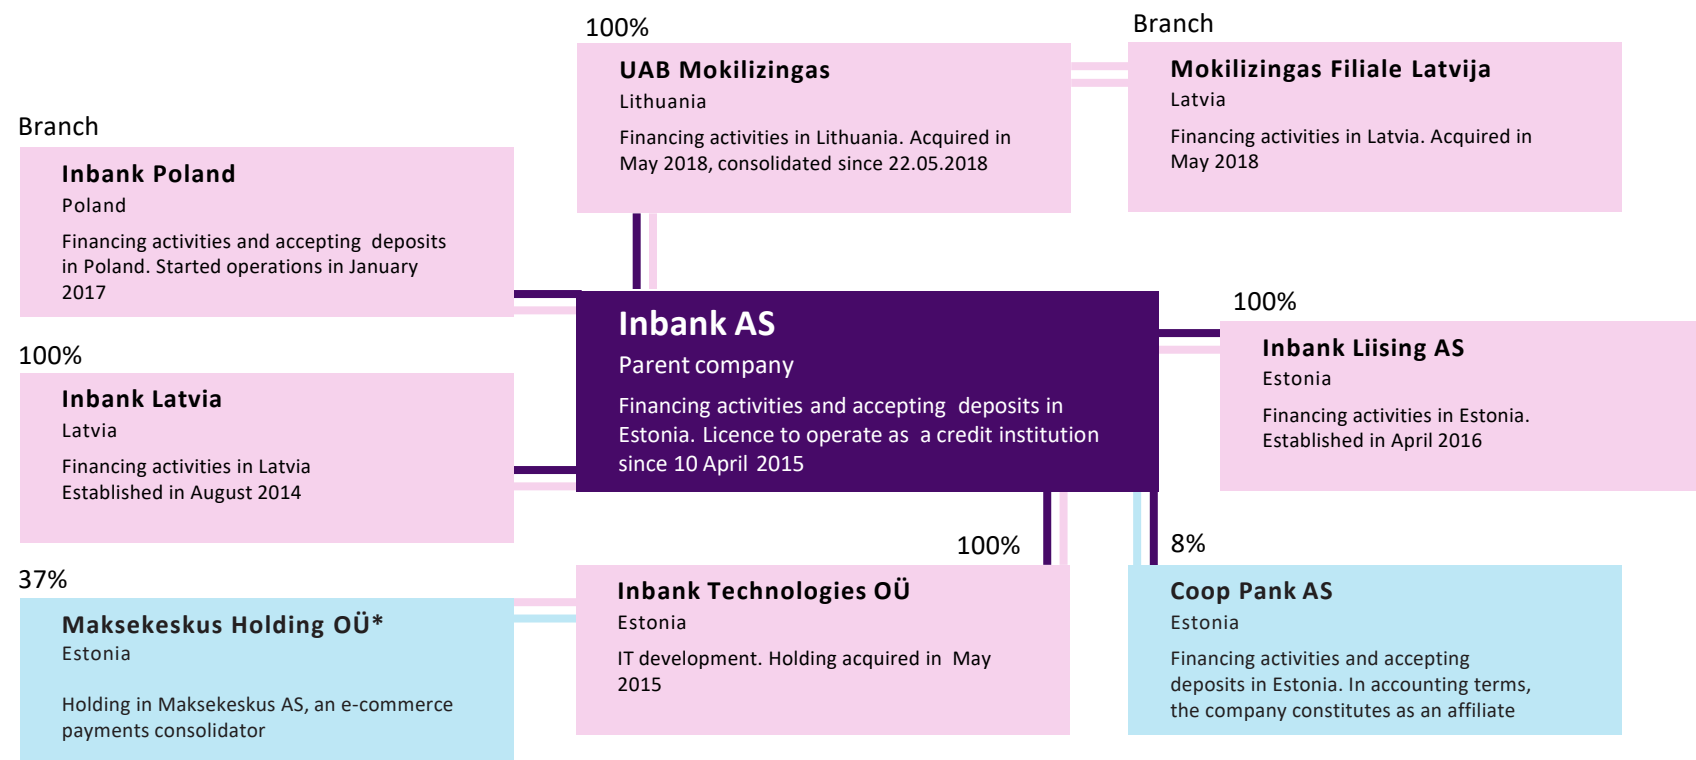 100%
UAB Mokilizingas
Lithuania
Financing activities in Lithuania. Acquired in
May 2018, consolidated since 22.05.2018
Branch
Mokilizingas Filiale Latvija
Latvia
Financing activities in Latvia. Acquired in
May 2018
Branch
Inbank Poland
Poland
Financing activities and accepting deposits
in Poland. Started operations in January
2017
Inbank AS
Parent company
Financing activities and accepting deposits in
Estonia. Licence to operate as a credit institution
since 10 April 2015
100%
Inbank Liising AS
Estonia
Financing activities in Estonia.
Established in April 2016
100%
Inbank Latvia
Latvia
Financing activities in Latvia
Established in August 2014
37%
Maksekeskus Holding OÜ*
Estonia
Holding in Maksekeskus AS, an e-commerce
payments consolidator
100%
Inbank Technologies OÜ
Estonia
IT development. Holding acquired in May
2015
8%
Coop Pank AS
Estonia
Financing activities and accepting
deposits in Estonia. In accounting terms,
the company constitutes as an affiliate